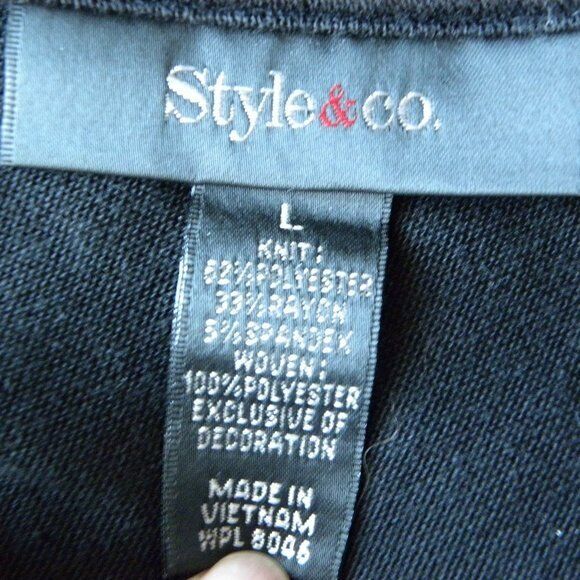 Style&co.
L
KNIT:
62%POLYESTER
33%RAYON
5%SPANDEX
WOVEN:
100%POLYESTER
EXCLUSIVE OF
DECORATION
MADE IN
VIETNAM
WPL 8046